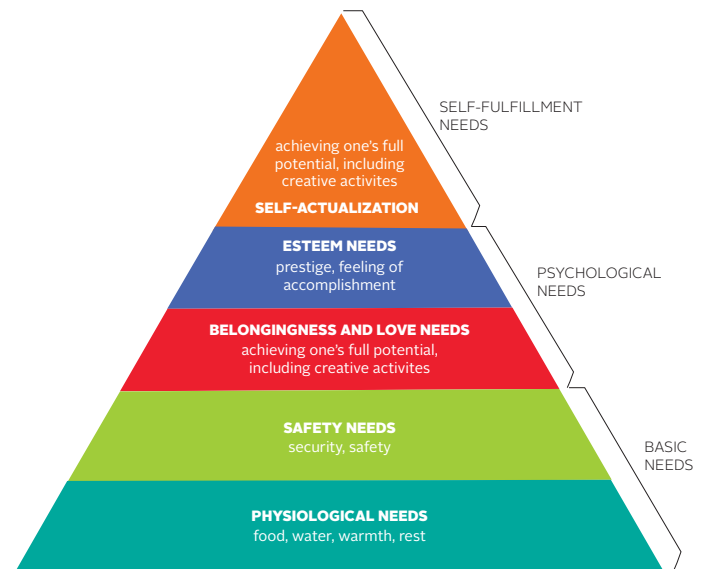 SELF-FULFILLMENT
NEEDS
achieving one's full
potential, including
creative activites
SELF-ACTUALIZATION
ESTEEM NEEDS
prestige, feeling of
accomplishment
PSYCHOLOGICAL
NEEDS
BELONGINGNESS AND LOVE NEEDS
achieving one's full potential,
including creative activites
SAFETY NEEDS
security, safety
BASIC
NEEDS
PHYSIOLOGICAL NEEDS
food, water, warmth, rest